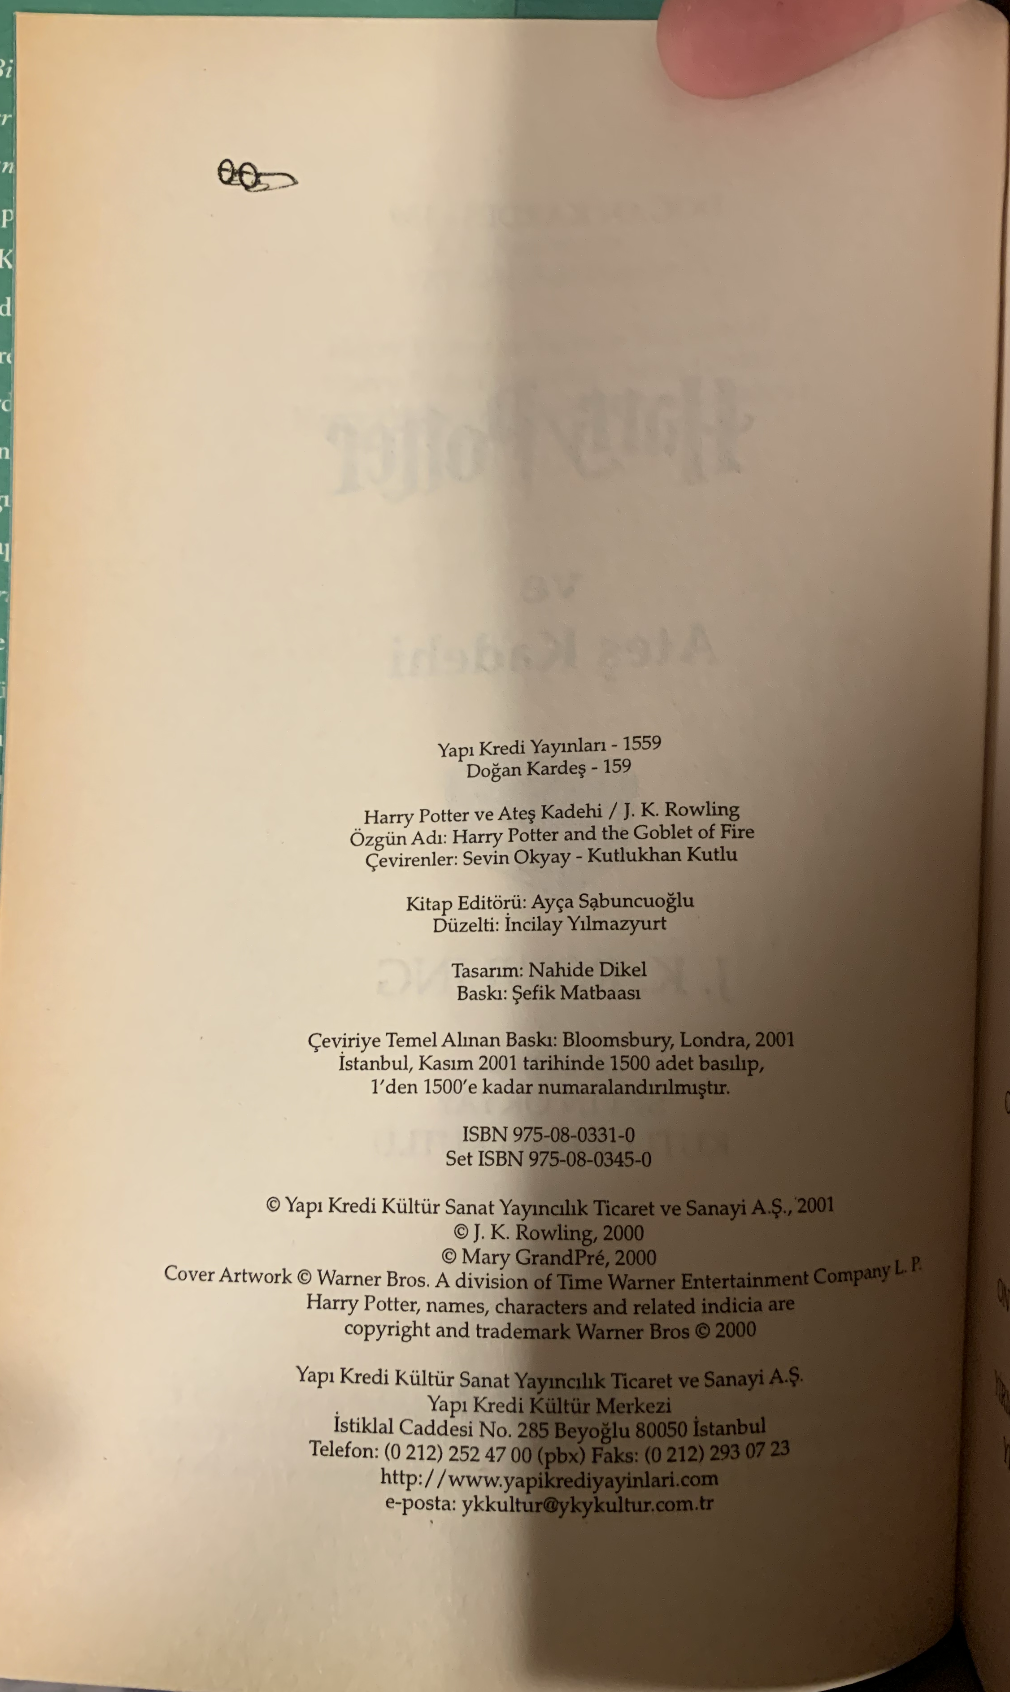 Yapı Kredi Yayınları - 1559
Doğan Kardeş - 159
Harry Potter ve Ateş Kadehi / J. K. Rowling
Özgün Adı: Harry Potter and the Goblet of Fire
Çevirenler: Sevin Okyay - Kutlukhan Kutlu
Kitap Editörü: Ayça Sabuncuoğlu
Düzelti: İncilay Yılmazyurt
Tasarım: Nahide Dikel
Baskı: Şefik Matbaası
Çeviriye Temel Alınan Baskı: Bloomsbury, Londra, 2001
İstanbul, Kasım 2001 tarihinde 1500 adet basılıp,
1'den 1500'e kadar numaralandırılmıştır.
ISBN 975-08-0331-0
Set ISBN 975-08-0345-0
© Yapı Kredi Kültür Sanat Yayıncılık Ticaret ve Sanayi A.Ş., 2001
© J. K. Rowling, 2000
© Mary GrandPré, 2000
Cover Artwork © Warner Bros. A division of Time Warner Entertainment Company L. P.
Harry Potter, names, characters and related indicia are
copyright and trademark Warner Bros © 2000
Yapı Kredi Kültür Sanat Yayıncılık Ticaret ve Sanayi A.Ş.
Yapı Kredi Kültür Merkezi
İstiklal Caddesi No. 285 Beyoğlu 80050 İstanbul
Telefon: (0 212) 252 47 00 (pbx) Faks: (0 212) 293 07 23
http://www.yapikrediyayinlari.com
e-posta: ykkultur@ykykultur.com.tr